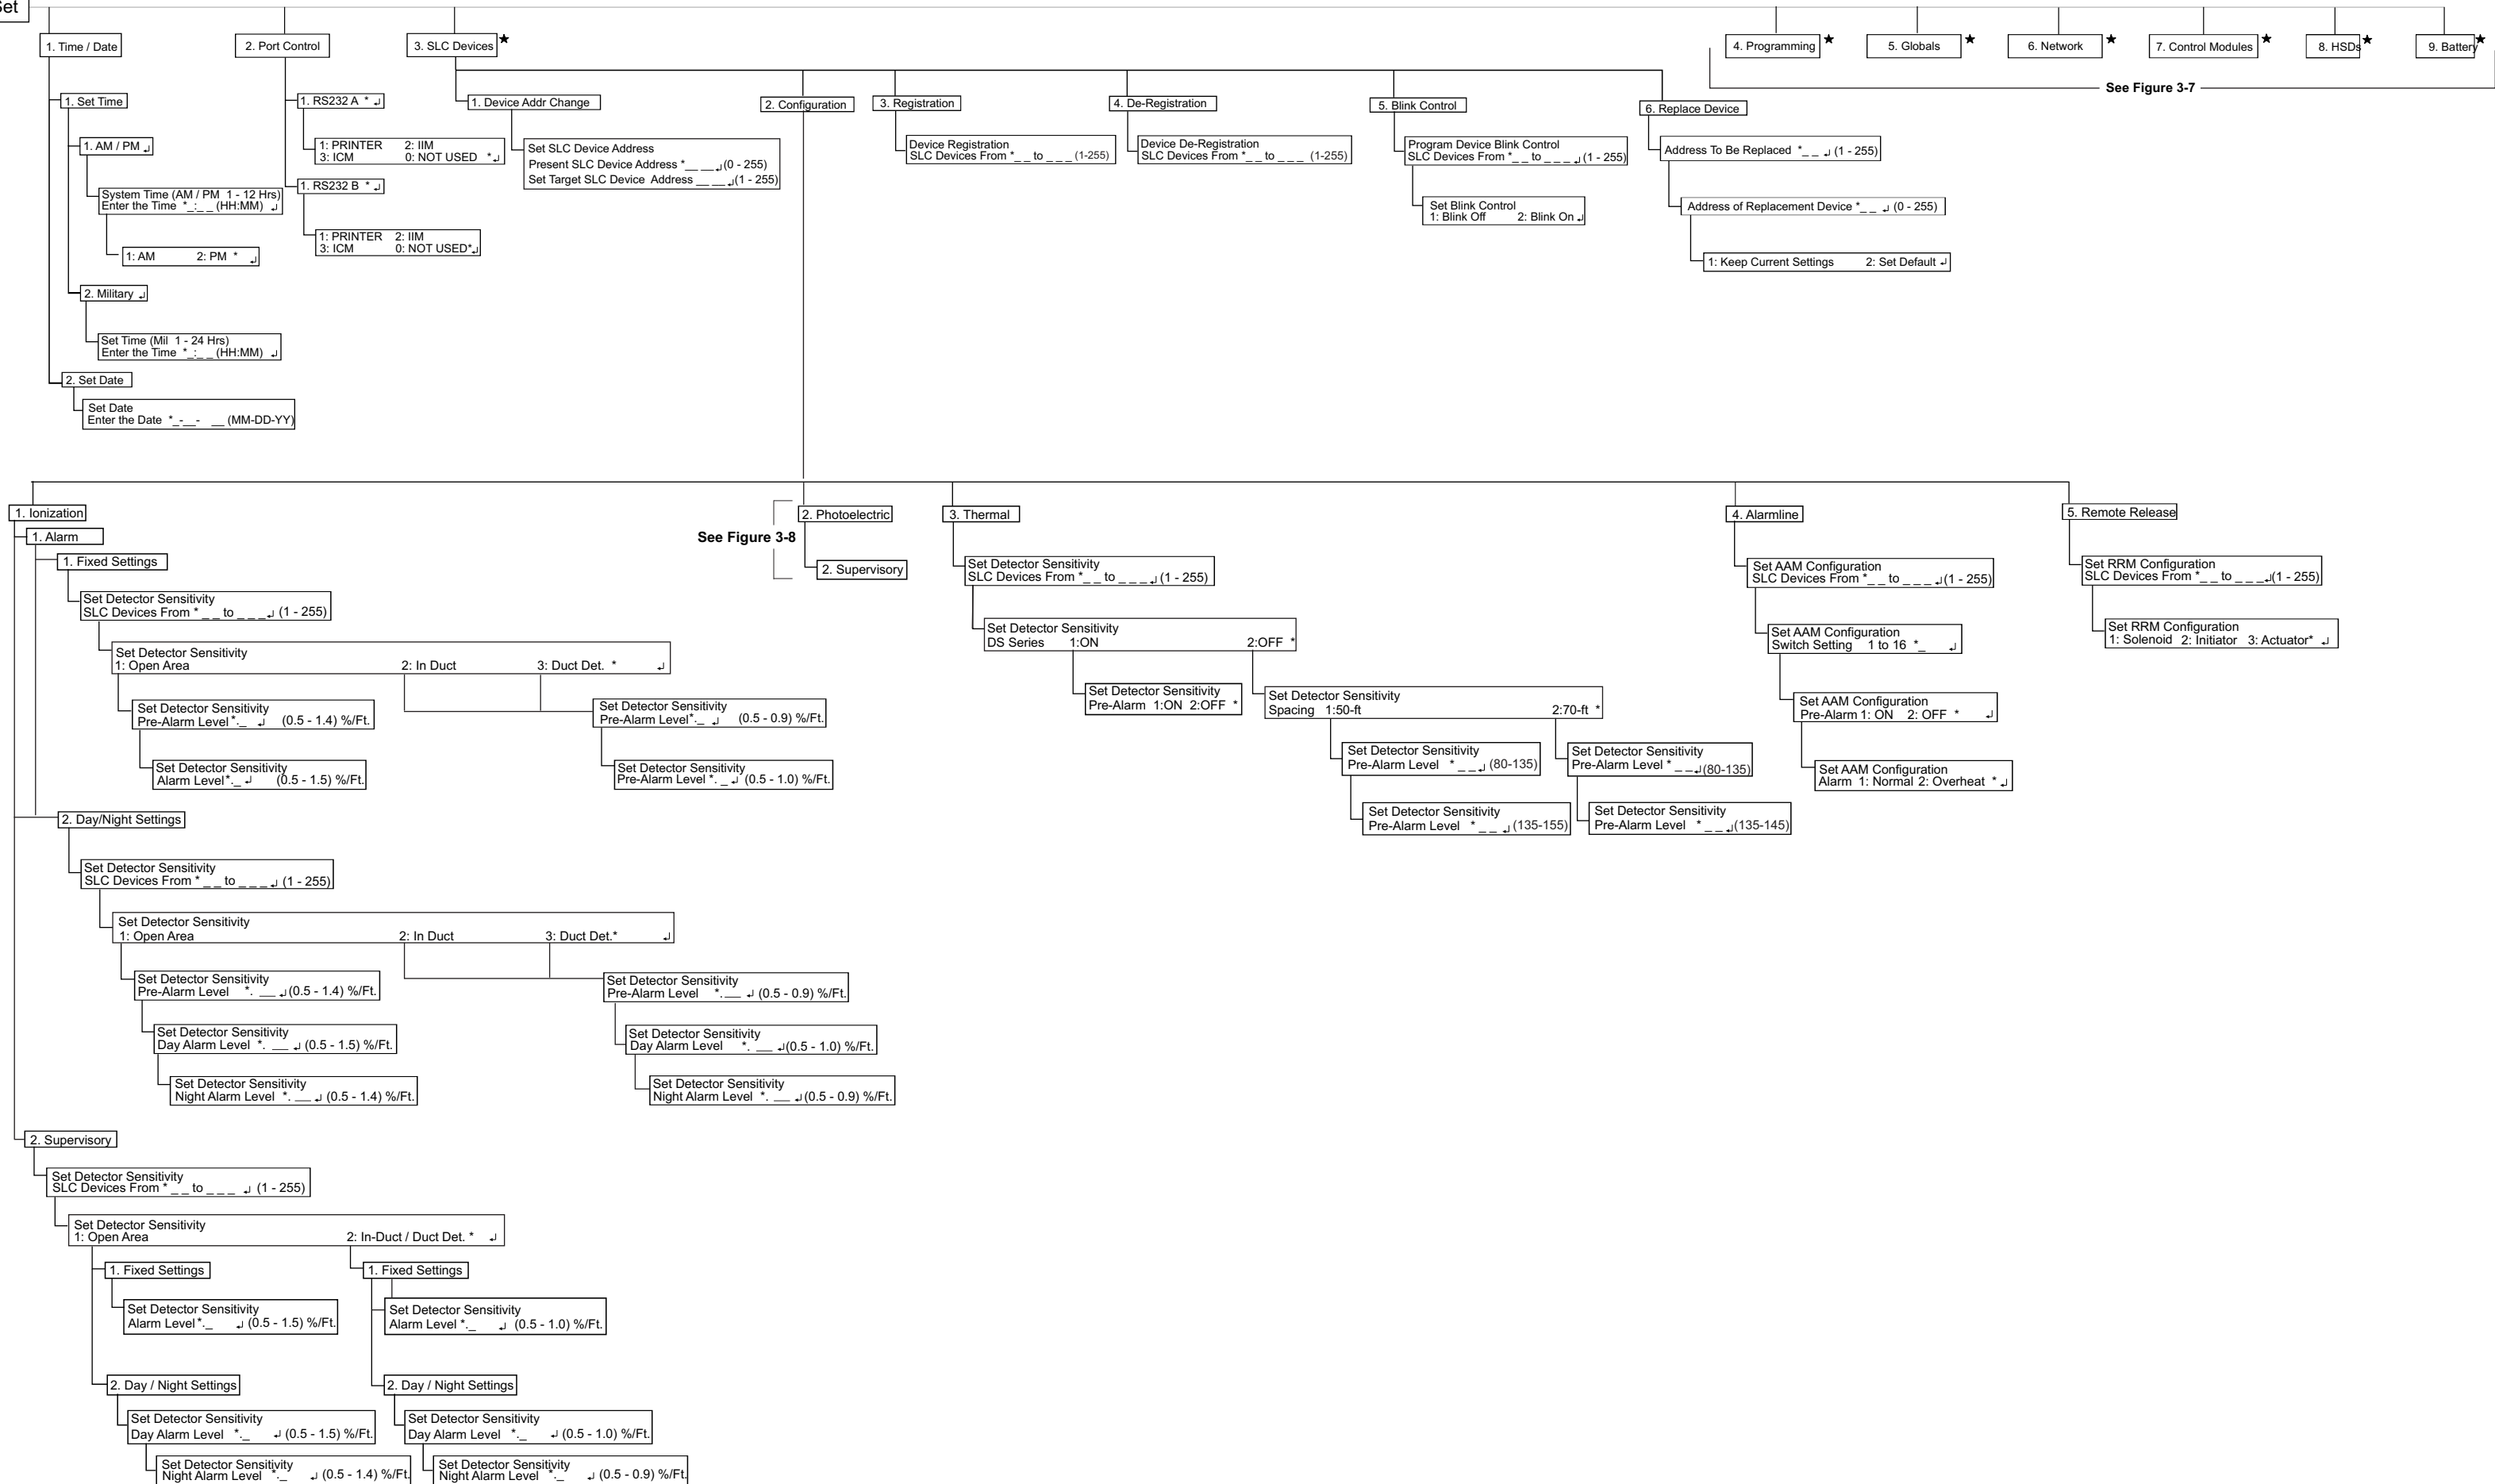 Set
1. Time / Date
2. Port Control
3. SLC Devices ★
4. Programming ★
5. Globals ★
6. Network ★
7. Control Modules ★
8. HSDs ★
9. Battery ★
See Figure 3-7
1. Set Time
1. AM / PM ↵
System Time (AM / PM 1 - 12 Hrs)
Enter the Time *_:_ _ (HH:MM) ↵
1: AM 2: PM * ↵
2. Military ↵
Set Time (Mil 1 - 24 Hrs)
Enter the Time *_:_ _ (HH:MM) ↵
2. Set Date
Set Date
Enter the Date *_-__- __ (MM-DD-YY)
1. RS232 A * ↵
1: PRINTER 2: IIM
3: ICM 0: NOT USED *↵
1. RS232 B * ↵
1: PRINTER 2: IIM
3: ICM 0: NOT USED*↵
1. Device Addr Change
Set SLC Device Address
Present SLC Device Address *__ __↵(0 - 255)
Set Target SLC Device Address __ __↵(1 - 255)
2. Configuration
3. Registration
Device Registration
SLC Devices From *_ _ to _ _ _ (1-255)
4. De-Registration
Device De-Registration
SLC Devices From *_ _ to _ _ _ (1-255)
5. Blink Control
Program Device Blink Control
SLC Devices From *_ _ to _ _ _ ↵(1 - 255)
Set Blink Control
1: Blink Off 2: Blink On ↵
6. Replace Device
Address To Be Replaced *_ _ ↵ (1 - 255)
Address of Replacement Device *_ _ ↵ (0 - 255)
1: Keep Current Settings 2: Set Default ↵
1. Ionization
1. Alarm
1. Fixed Settings
Set Detector Sensitivity
SLC Devices From * _ _ to _ _ _↵ (1 - 255)
Set Detector Sensitivity
1: Open Area 2: In Duct 3: Duct Det. * ↵
Set Detector Sensitivity
Pre-Alarm Level*._ ↵ (0.5 - 1.4) %/Ft.
Set Detector Sensitivity
Alarm Level*._ ↵ (0.5 - 1.5) %/Ft.
Set Detector Sensitivity
Pre-Alarm Level*._ ↵ (0.5 - 0.9) %/Ft.
Set Detector Sensitivity
Pre-Alarm Level *. _↵ (0.5 - 1.0) %/Ft.
2. Day/Night Settings
Set Detector Sensitivity
SLC Devices From * _ _ to _ _ _ ↵ (1 - 255)
Set Detector Sensitivity
1: Open Area 2: In Duct 3: Duct Det.* ↵
Set Detector Sensitivity
Pre-Alarm Level *. __ ↵(0.5 - 1.4) %/Ft.
Set Detector Sensitivity
Day Alarm Level *. __ ↵ (0.5 - 1.5) %/Ft.
Set Detector Sensitivity
Night Alarm Level *. __ ↵ (0.5 - 1.4) %/Ft.
Set Detector Sensitivity
Pre-Alarm Level *.__ ↵ (0.5 - 0.9) %/Ft.
Set Detector Sensitivity
Day Alarm Level *. __ ↵(0.5 - 1.0) %/Ft.
Set Detector Sensitivity
Night Alarm Level *. __ ↵(0.5 - 0.9) %/Ft.
2. Supervisory
Set Detector Sensitivity
SLC Devices From * _ _ to _ _ _ ↵ (1 - 255)
Set Detector Sensitivity
1: Open Area 2: In-Duct / Duct Det. * ↵
1. Fixed Settings
Set Detector Sensitivity
Alarm Level *._ ↵ (0.5 - 1.5) %/Ft.
2. Day / Night Settings
Set Detector Sensitivity
Day Alarm Level *._ ↵ (0.5 - 1.5) %/Ft.
Set Detector Sensitivity
Night Alarm Level *._ ↵ (0.5 - 1.4) %/Ft.
1. Fixed Settings
Set Detector Sensitivity
Alarm Level *._ ↵ (0.5 - 1.0) %/Ft.
2. Day / Night Settings
Set Detector Sensitivity
Day Alarm Level *._ ↵ (0.5 - 1.0) %/Ft.
Set Detector Sensitivity
Night Alarm Level *._ ↵ (0.5 - 0.9) %/Ft.
See Figure 3-8
2. Photoelectric
2. Supervisory
3. Thermal
Set Detector Sensitivity
SLC Devices From *_ _ to _ _ _ ↵ (1 - 255)
Set Detector Sensitivity
DS Series 1:ON 2:OFF *
Set Detector Sensitivity
Pre-Alarm 1:ON 2:OFF *
Set Detector Sensitivity
Spacing 1:50-ft 2:70-ft *
Set Detector Sensitivity
Pre-Alarm Level * _ _ ↵ (80-135)
Set Detector Sensitivity
Pre-Alarm Level * _ _ ↵ (135-155)
Set Detector Sensitivity
Pre-Alarm Level * _ _↵(80-135)
Set Detector Sensitivity
Pre-Alarm Level * _ _ ↵(135-145)
4. Alarmline
Set AAM Configuration
SLC Devices From *_ _ to _ _ _ ↵(1 - 255)
Set AAM Configuration
Switch Setting 1 to 16 *_ ↵
Set AAM Configuration
Pre-Alarm 1: ON 2: OFF * ↵
Set AAM Configuration
Alarm 1: Normal 2: Overheat * ↵
5. Remote Release
Set RRM Configuration
SLC Devices From *_ _ to _ _ _↵(1 - 255)
Set RRM Configuration
1: Solenoid 2: Initiator 3: Actuator* ↵